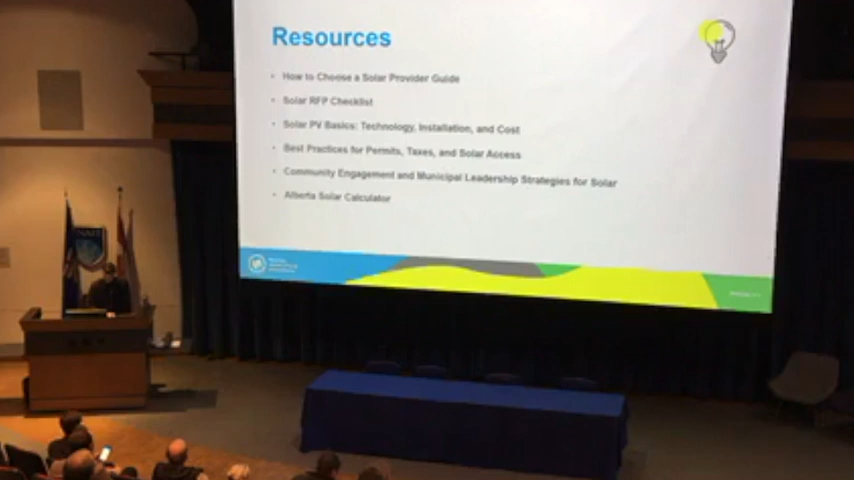 Resources
• How to Choose a Solar Provider Guide
• Solar RFP Checklist
• Solar PV Basics: Technology, Installation, and Cost
• Best Practices for Permits, Taxes, and Solar Access
• Community Engagement and Municipal Leadership Strategies for Solar
• Alberta Solar Calculator
NAIT